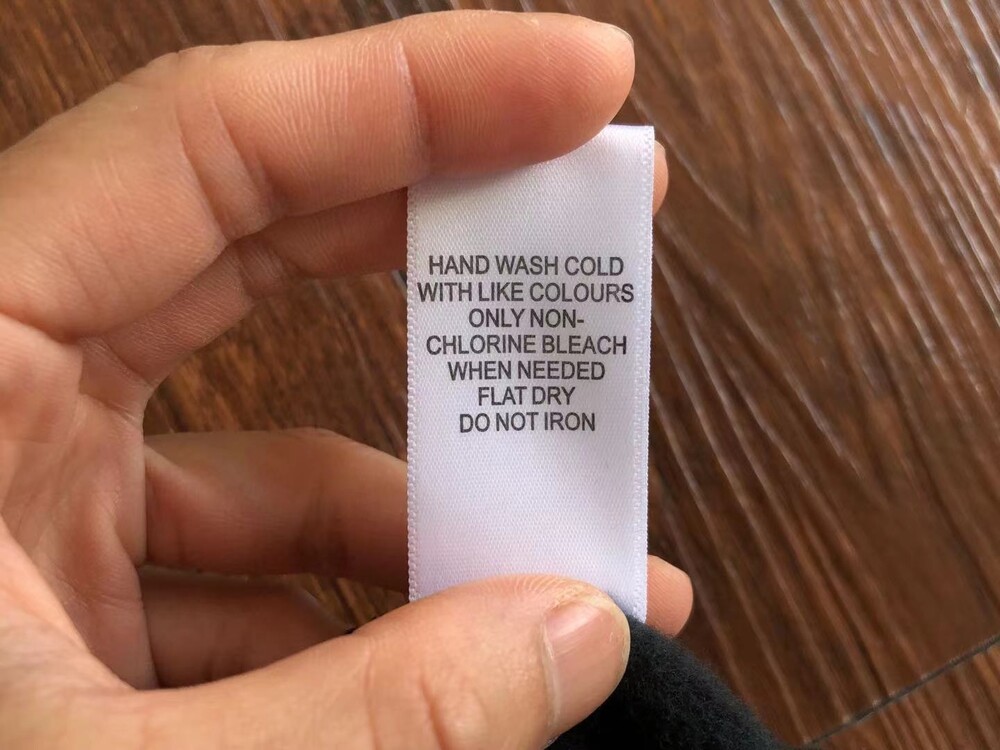 HAND WASH COLD
WITH LIKE COLOURS
ONLY NON-
CHLORINE BLEACH
WHEN NEEDED
FLAT DRY
DO NOT IRON